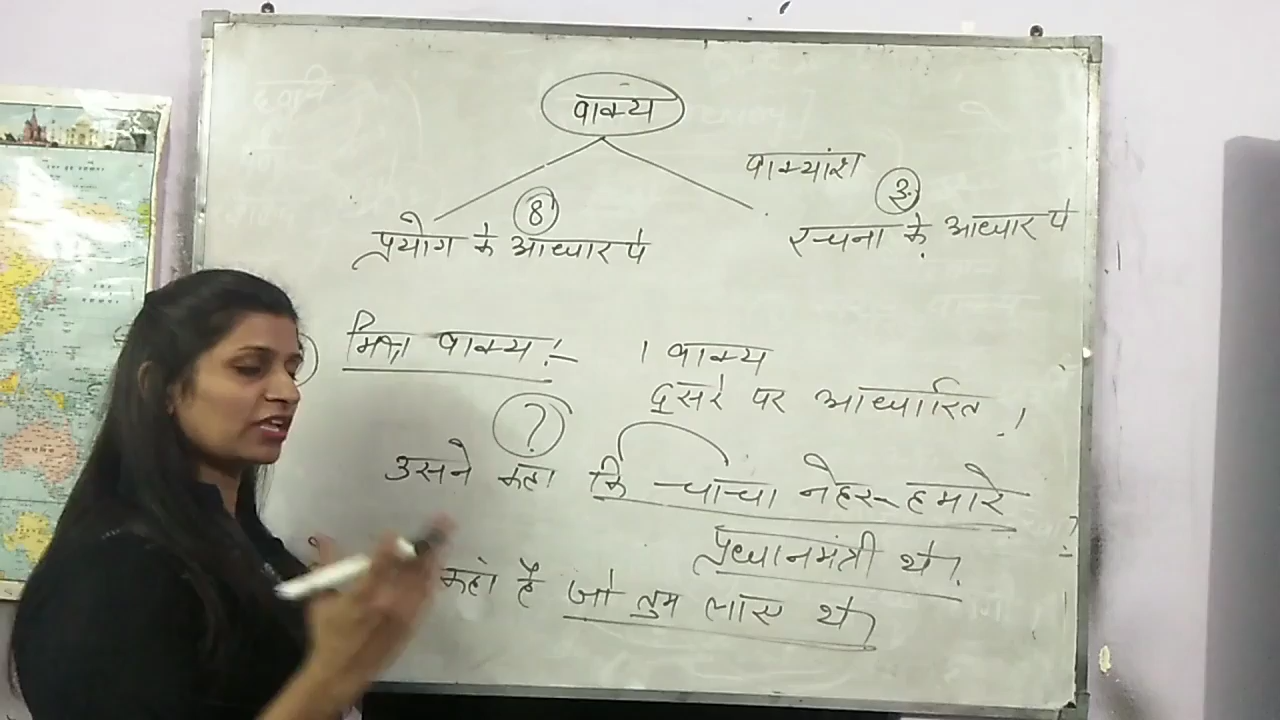 वाक्य
वाक्यांश
8
3
प्रयोग के आधार पे
रचना के आधार पे
मिश्र वाक्य :- 1 वाक्य
दुसरे पर आधारित ।
?
उसने कहा कि चांचा नेहरू हमारे
प्रधानमंत्री थे।
कहां है जो तुम लाए थे